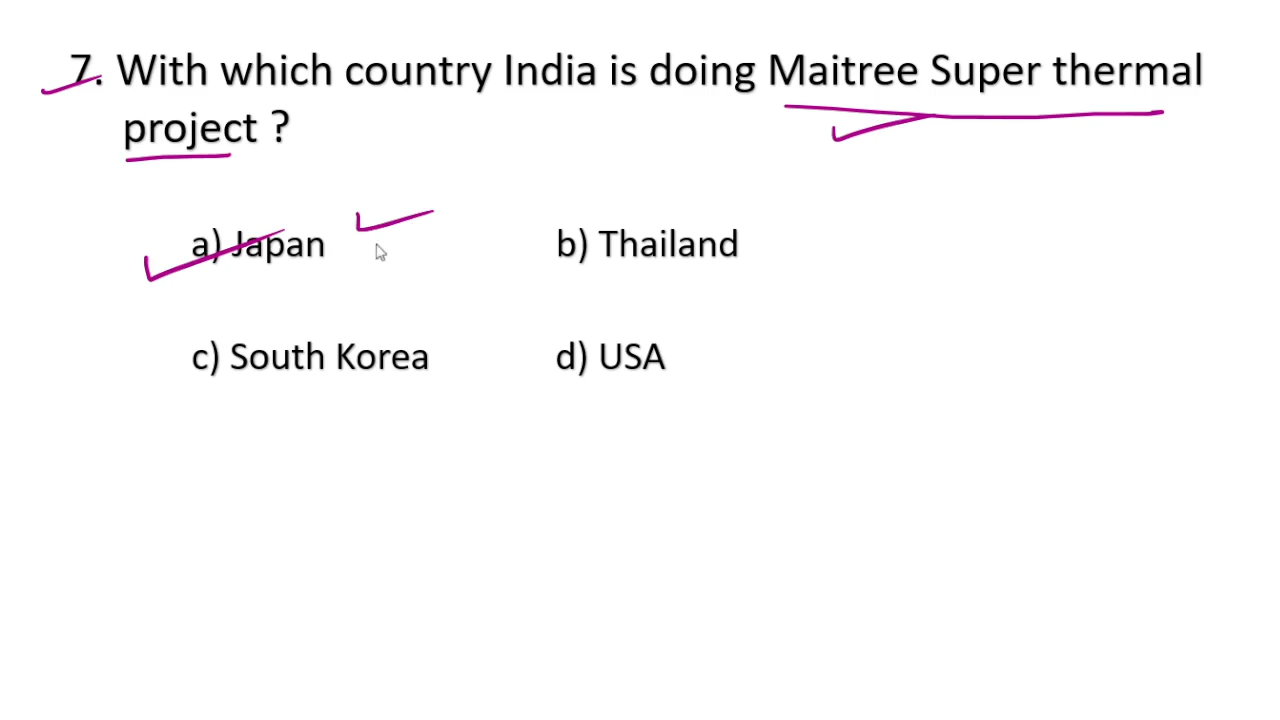 7. With which country India is doing Maitree Super thermal
project ?
a) Japan b) Thailand
c) South Korea d) USA